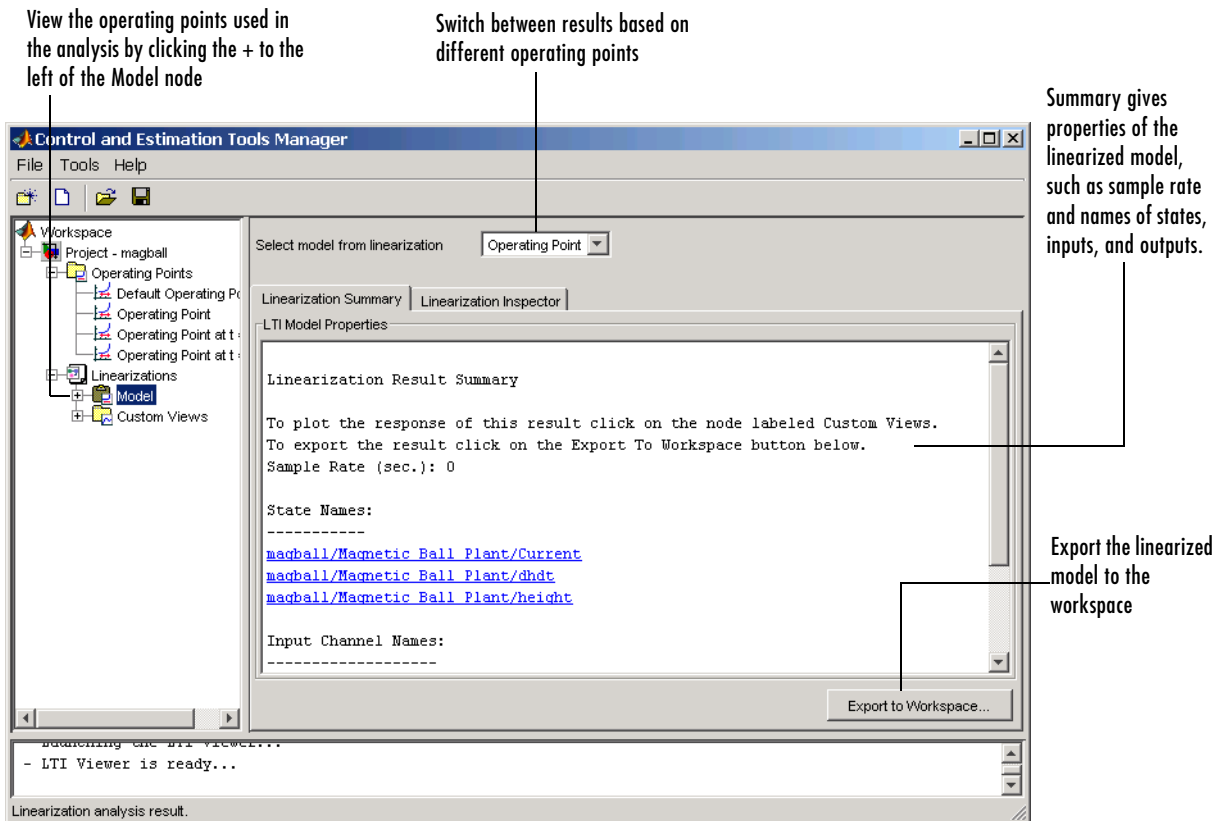 View the operating points used in
the analysis by clicking the + to the
left of the Model node
Switch between results based on
different operating points
Summary gives
properties of the
linearized model,
such as sample rate
and names of states,
inputs, and outputs.
Control and Estimation Tools Manager
File Tools Help
Workspace
Project - magball
Operating Points
Default Operating Po
Operating Point
Operating Point at t =
Operating Point at t =
Linearizations
Model
Custom Views
Select model from linearization Operating Point
Linearization Summary Linearization Inspector
LTI Model Properties
Linearization Result Summary
To plot the response of this result click on the node labeled Custom Views.
To export the result click on the Export To Workspace button below.
Sample Rate (sec.): 0
State Names:
-----------
magball/Magnetic Ball Plant/Current
magball/Magnetic Ball Plant/dhdt
magball/Magnetic Ball Plant/height
Input Channel Names:
-------------------
Export the linearized
model to the
workspace
Export to Workspace...
- Launching the LTI Viewer...
- LTI Viewer is ready...
Linearization analysis result.